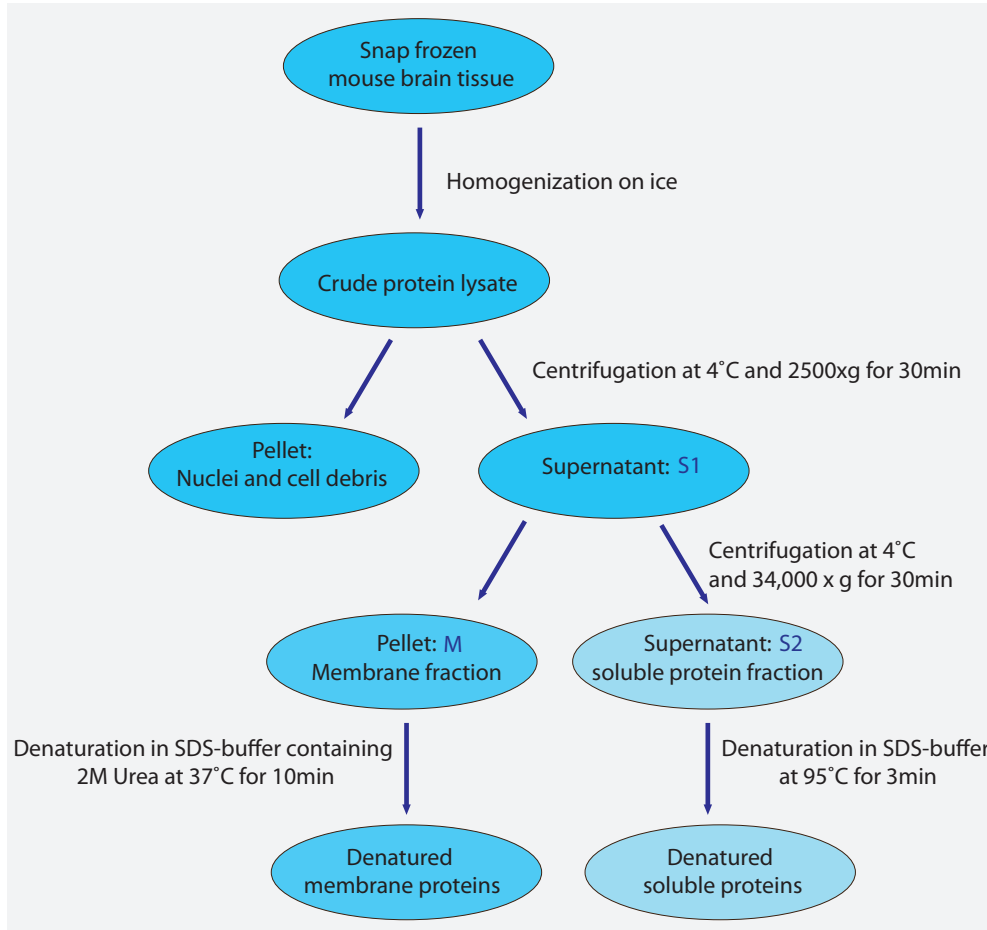 Snap frozen
mouse brain tissue
Homogenization on ice
Crude protein lysate
Centrifugation at 4˚C and 2500xg for 30min
Pellet:
Nuclei and cell debris
Supernatant: S1
Centrifugation at 4˚C
and 34,000 x g for 30min
Pellet: M
Membrane fraction
Supernatant: S2
soluble protein fraction
Denaturation in SDS-buffer containing
2M Urea at 37˚C for 10min
Denaturation in SDS-buffer
at 95˚C for 3min
Denatured
membrane proteins
Denatured
soluble proteins